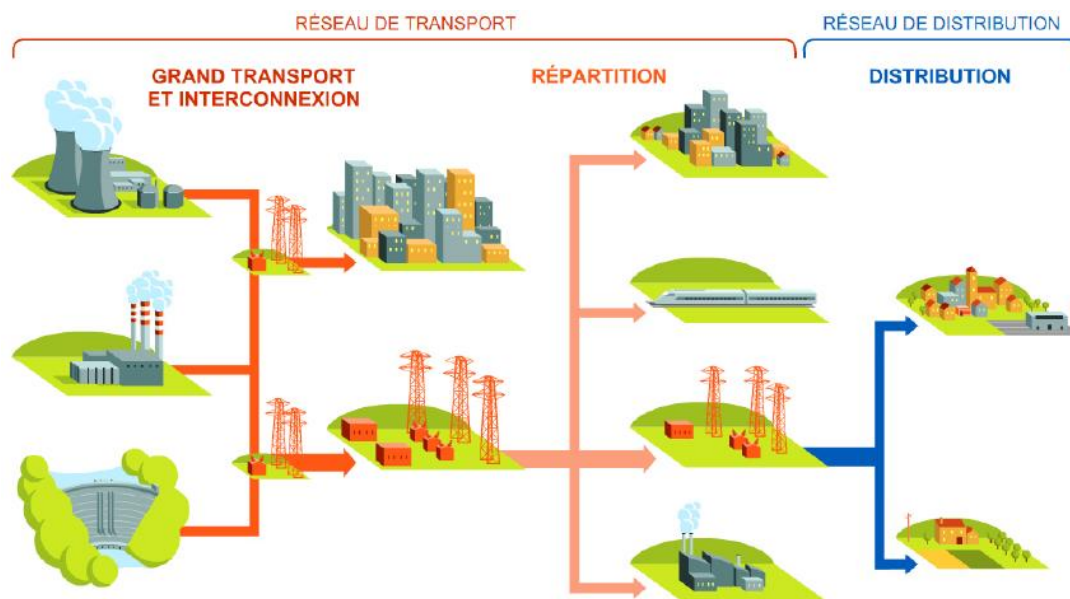 RÉSEAU DE TRANSPORT
RÉSEAU DE DISTRIBUTION
GRAND TRANSPORT
ET INTERCONNEXION
RÉPARTITION
DISTRIBUTION